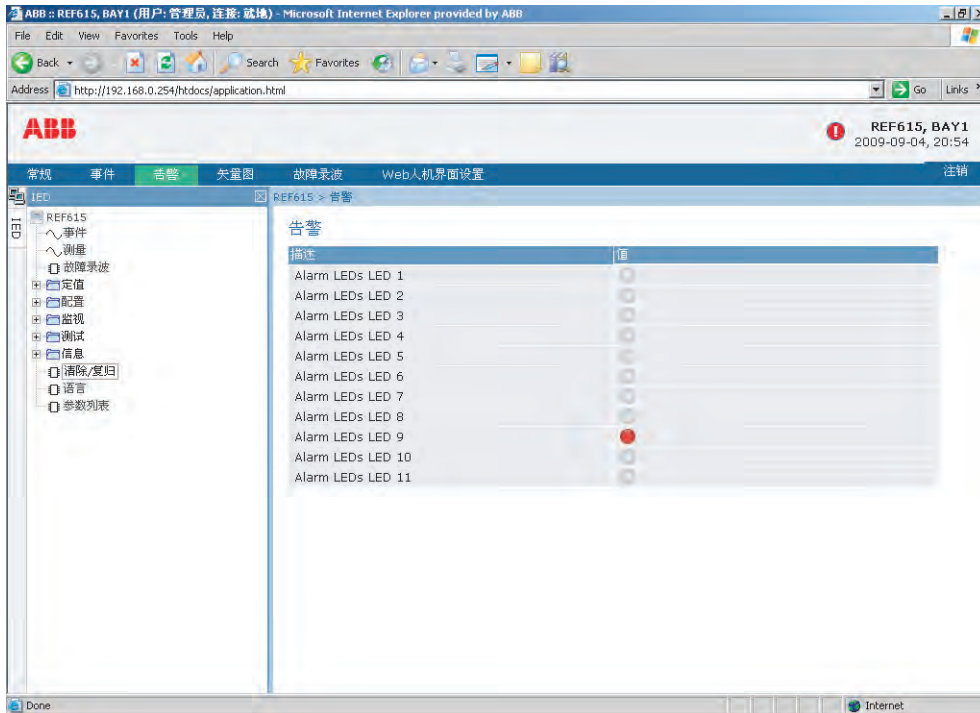 ABB :: REF615, BAY1 (用户: 管理员, 连接: 就地) - Microsoft Internet Explorer provided by ABB
File Edit View Favorites Tools Help
Back Search Favorites
Address http://192.168.0.254/htdocs/application.html Go Links
ABB
REF615, BAY1
2009-09-04, 20:54
常规 事件 告警 矢量图 故障录波 Web人机界面设置 注销
IED
REF615 > 告警
IED
REF615
事件
测量
故障录波
定值
配置
监视
测试
信息
清除/复归
语言
参数列表
告警
描述 值
Alarm LEDs LED 1
Alarm LEDs LED 2
Alarm LEDs LED 3
Alarm LEDs LED 4
Alarm LEDs LED 5
Alarm LEDs LED 6
Alarm LEDs LED 7
Alarm LEDs LED 8
Alarm LEDs LED 9
Alarm LEDs LED 10
Alarm LEDs LED 11
Done Internet